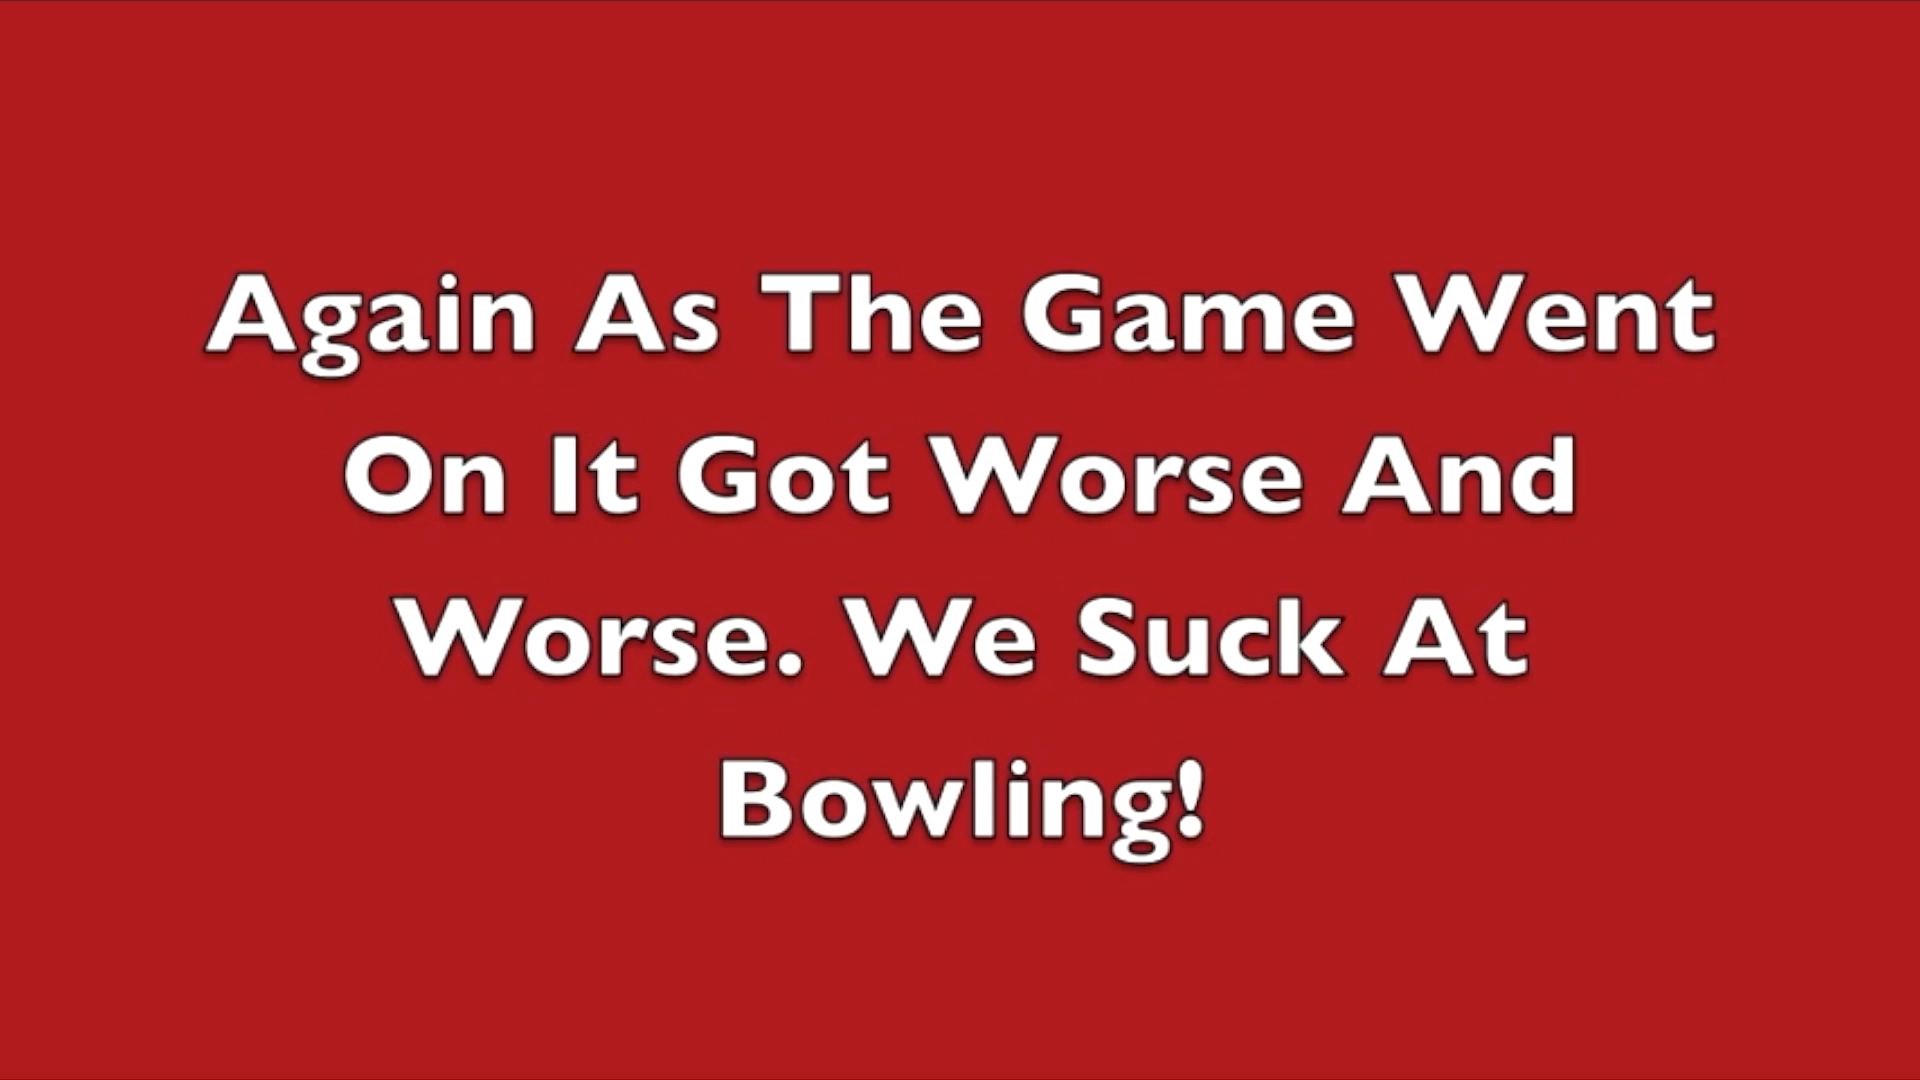 Again As The Game Went
On It Got Worse And
Worse. We Suck At
Bowling!